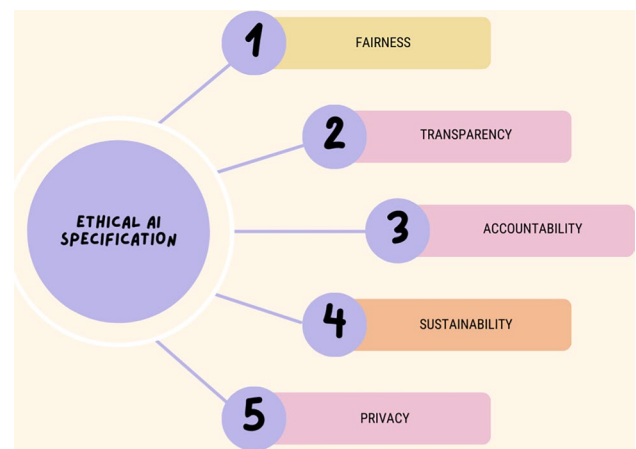 1
FAIRNESS
2
TRANSPARENCY
ETHICAL AI
SPECIFICATION
3
ACCOUNTABILITY
4
SUSTAINABILITY
5
PRIVACY